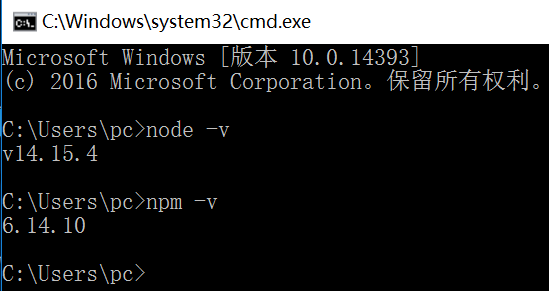 C:\Windows\system32\cmd.exe
Microsoft Windows [版本 10.0.14393]
(c) 2016 Microsoft Corporation。保留所有权利。
C:\Users\pc>node -v
v14.15.4
C:\Users\pc>npm -v
6.14.10
C:\Users\pc>